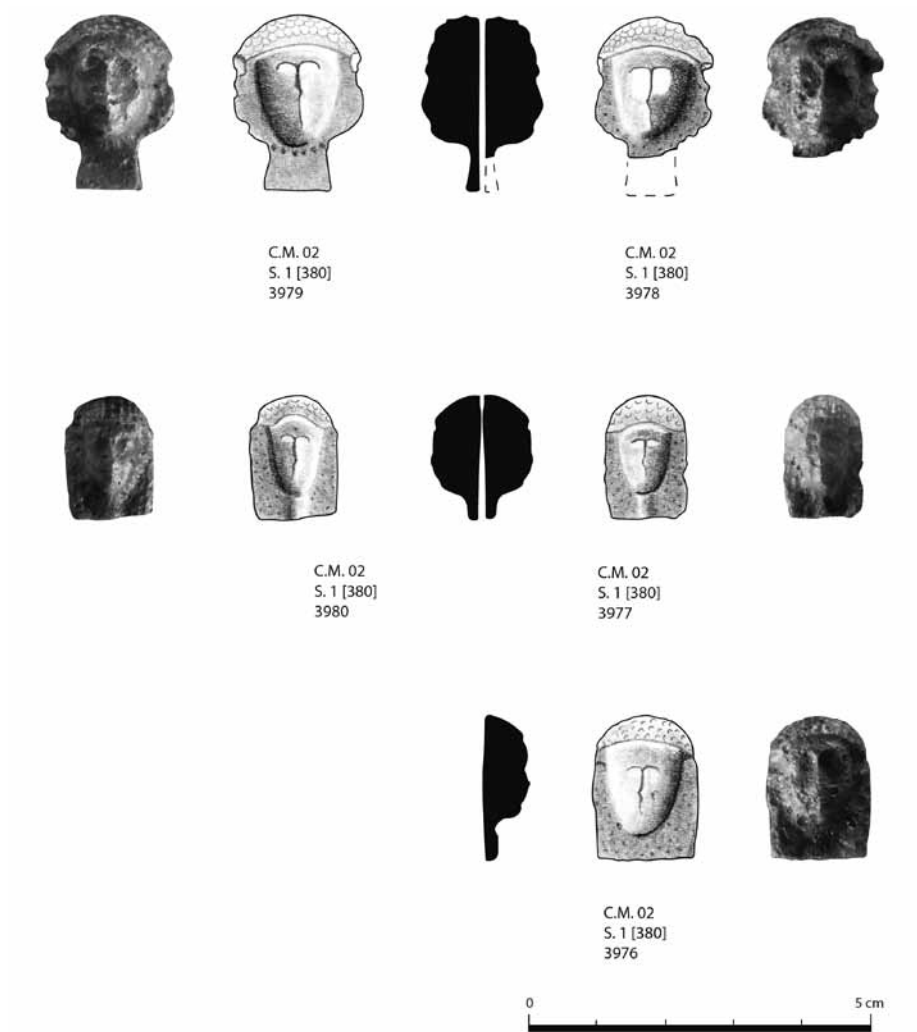 C.M. 02
S. 1 [380]
3979
C.M. 02
S. 1 [380]
3978
C.M. 02
S. 1 [380]
3980
C.M. 02
S. 1 [380]
3977
C.M. 02
S. 1 [380]
3976
0 5 cm